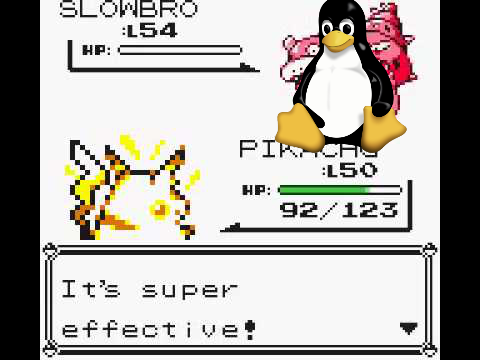 SLOWBRO
:L54
HP:
PIKACHU
:L50
HP:
92/123
It's super
effective!